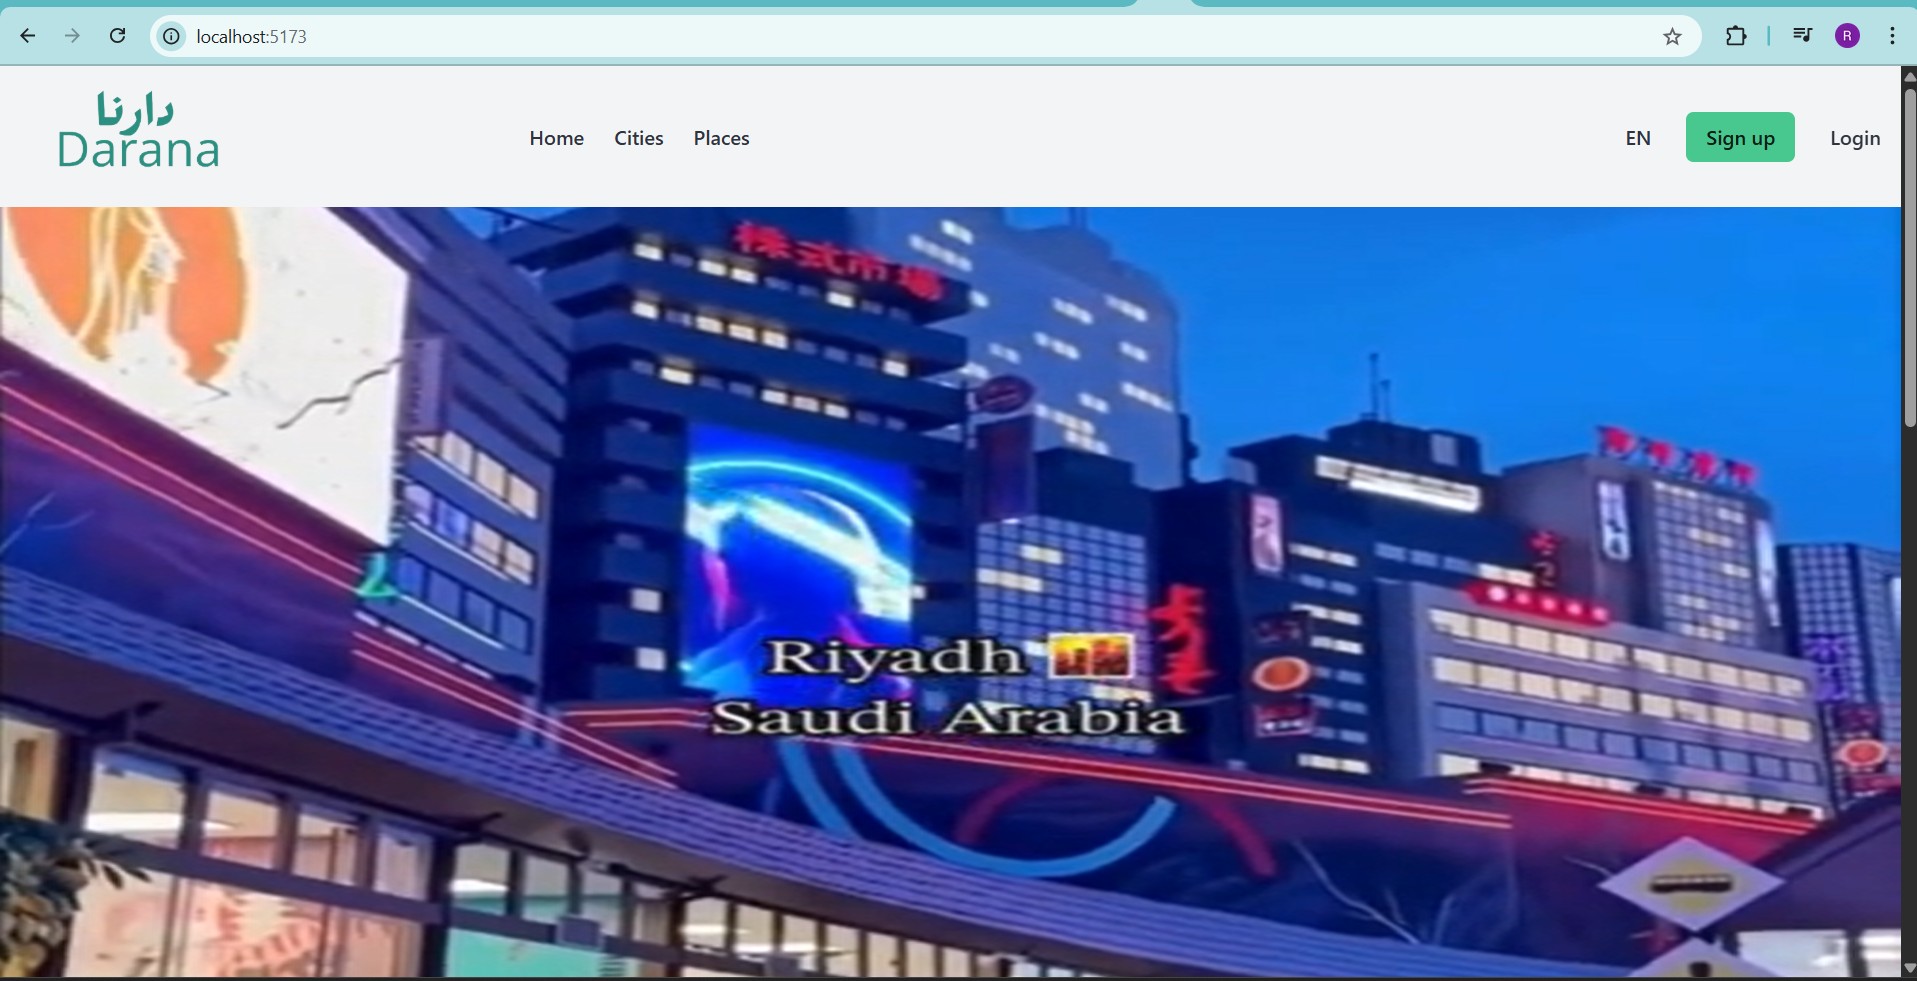 localhost:5173
R
دارنا
Darana
Home Cities Places
EN Sign up Login
株式市場
Riyadh
Saudi Arabia